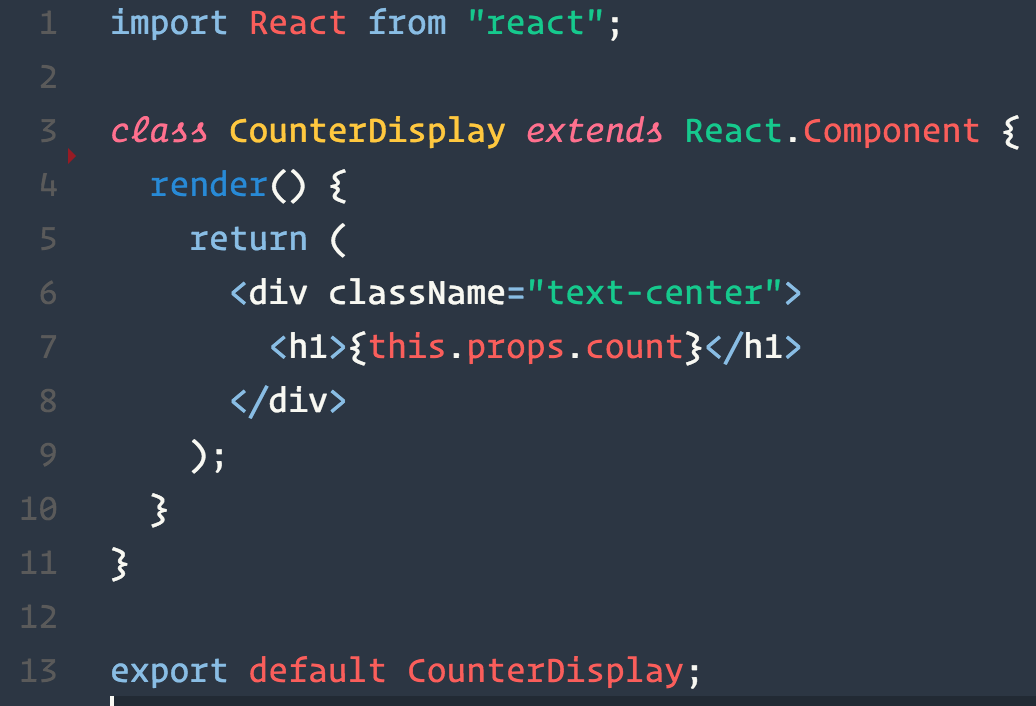 1 import React from "react";
2
3 class CounterDisplay extends React.Component {
4   render() {
5     return (
6       <div className="text-center">
7         <h1>{this.props.count}</h1>
8       </div>
9     );
10   }
11 }
12
13 export default CounterDisplay;